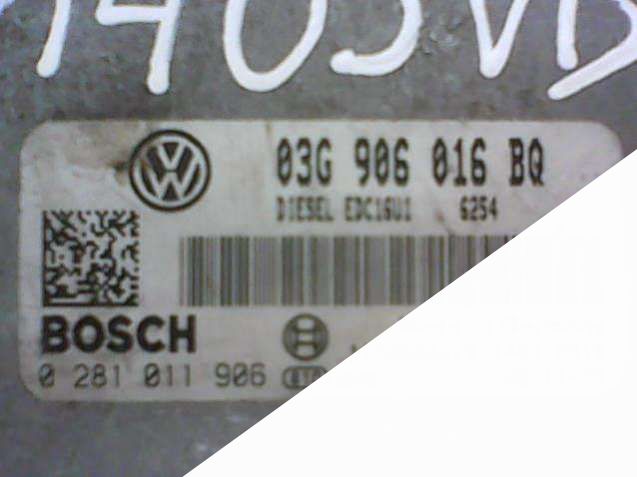 1403VB
03G 906 016 BQ
DIESEL EDC16U1 6254
BOSCH
0 281 011 906